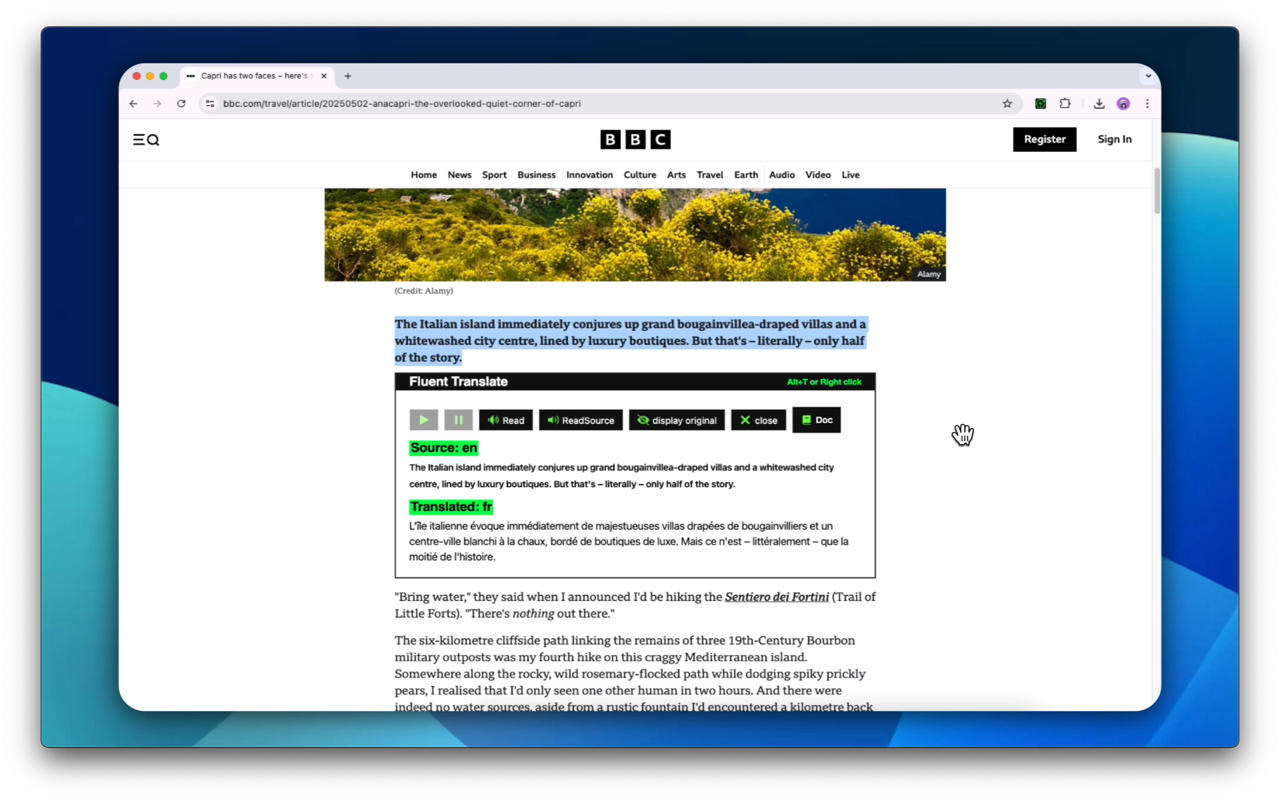 Capri has two faces – here's
bbc.com/travel/article/20250502-anacapri-the-overlooked-quiet-corner-of-capri
B B C
Register
Sign In
Home News Sport Business Innovation Culture Arts Travel Earth Audio Video Live
Alamy
(Credit: Alamy)
The Italian island immediately conjures up grand bougainvillea-draped villas and a
whitewashed city centre, lined by luxury boutiques. But that's – literally – only half
of the story.
Fluent Translate
Alt+T or Right click
Read ReadSource display original close Doc
Source: en
The Italian island immediately conjures up grand bougainvillea-draped villas and a whitewashed city
centre, lined by luxury boutiques. But that's – literally – only half of the story.
Translated: fr
L'île italienne évoque immédiatement de majestueuses villas drapées de bougainvilliers et un
centre-ville blanchi à la chaux, bordé de boutiques de luxe. Mais ce n'est – littéralement – que la
moitié de l'histoire.
"Bring water," they said when I announced I'd be hiking the Sentiero dei Fortini (Trail of
Little Forts). "There's nothing out there."
The six-kilometre cliffside path linking the remains of three 19th-Century Bourbon
military outposts was my fourth hike on this craggy Mediterranean island.
Somewhere along the rocky, wild rosemary-flocked path while dodging spiky prickly
pears, I realised that I'd only seen one other human in two hours. And there were
indeed no water sources, aside from a rustic fountain I'd encountered a kilometre back